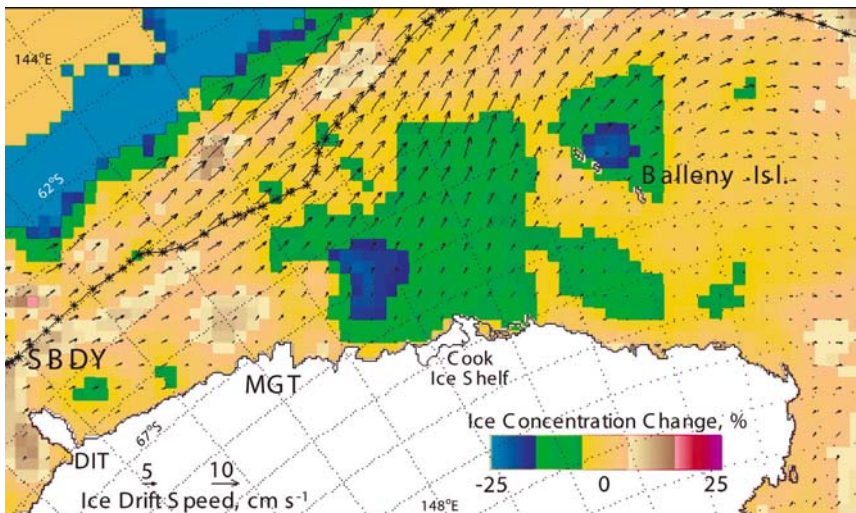 144°E
62°S
Balleny Isl.
SBDY
MGT
Cook
Ice Shelf
67°S
DIT
5 10
Ice Drift Speed, cm s⁻¹
148°E
Ice Concentration Change, %
-25 0 25